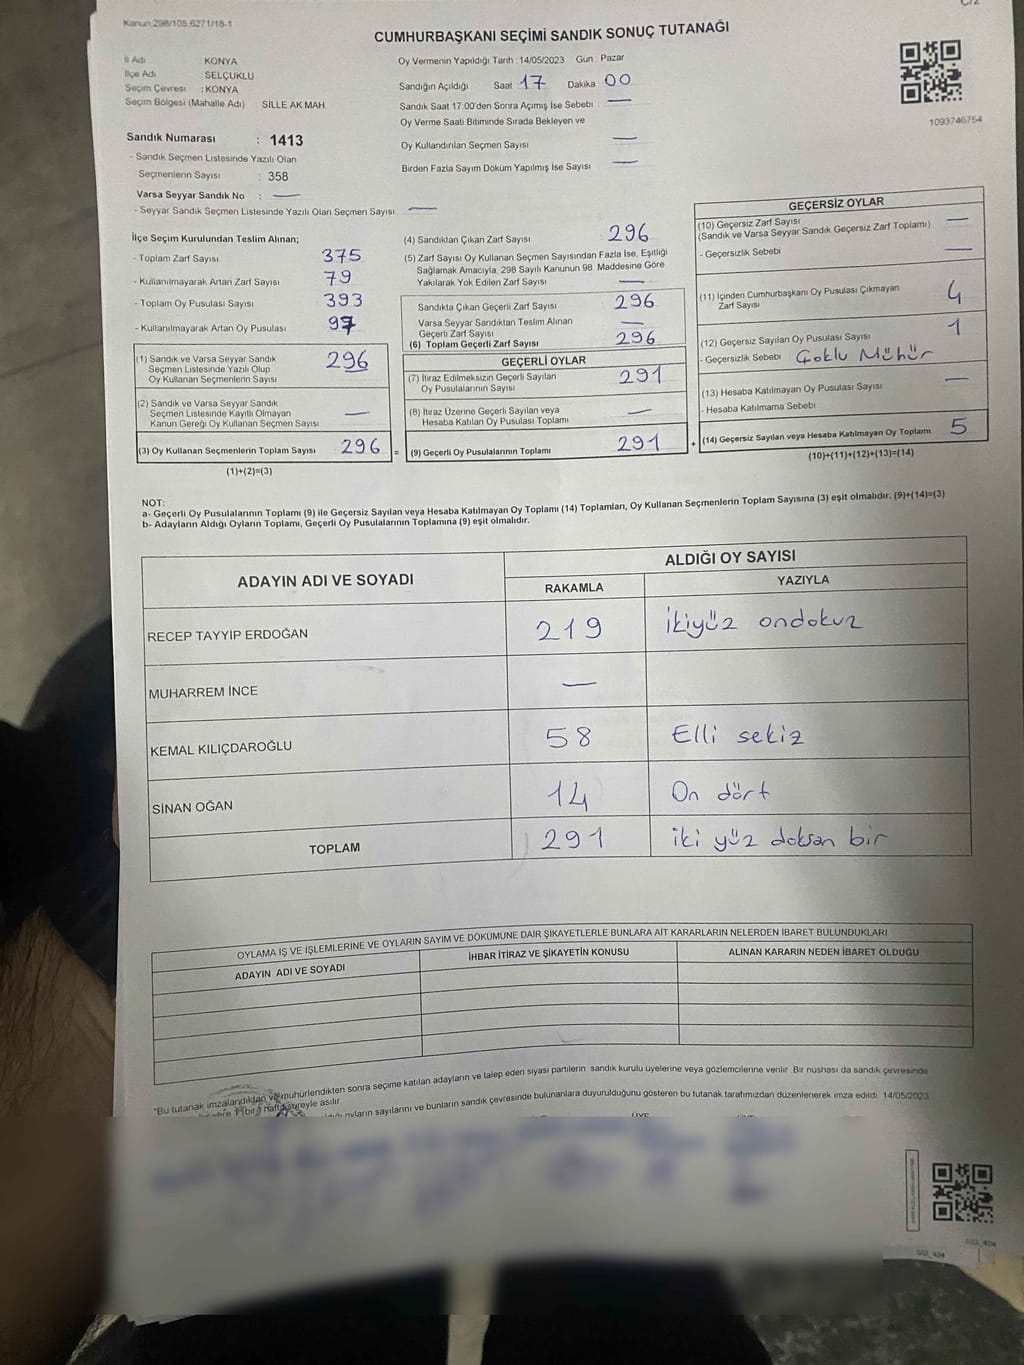 C/2
Kanun 298/105,6271/18-1
CUMHURBAŞKANI SEÇİMİ SANDIK SONUÇ TUTANAĞI
İl Adı KONYA
İlçe Adı SELÇUKLU
Seçim Çevresi : KONYA
Seçim Bölgesi (Mahalle Adı) : SİLLE AK MAH
Oy Vermenin Yapıldığı Tarih :14/05/2023 Gün : Pazar
Sandığın Açıldığı Saat 17 Dakika 00
Sandık Saat 17:00'den Sonra Açımış İse Sebebi —
Oy Verme Saati Bitiminde Sırada Bekleyen ve
Oy Kullandırılan Seçmen Sayısı —
Birden Fazla Sayım Döküm Yapılmış İse Sayısı —
1093746754
Sandık Numarası : 1413
- Sandık Seçmen Listesinde Yazılı Olan
Seçmenlerin Sayısı : 358
Varsa Seyyar Sandık No : —
- Seyyar Sandık Seçmen Listesinde Yazılı Olan Seçmen Sayısı —
İlçe Seçim Kurulundan Teslim Alınan;
- Toplam Zarf Sayısı 375
- Kullanılmayarak Artan Zarf Sayısı 79
- Toplam Oy Pusulası Sayısı 393
- Kullanılmayarak Artan Oy Pusulası 97
(1) Sandık ve Varsa Seyyar Sandık
Seçmen Listesinde Yazılı Olup
Oy Kullanan Seçmenlerin Sayısı 296
(2) Sandık ve Varsa Seyyar Sandık
Seçmen Listesinde Kayıtlı Olmayan
Kanun Gereği Oy Kullanan Seçmen Sayısı —
(3) Oy Kullanan Seçmenlerin Toplam Sayısı 296 =
(1)+(2)=(3)
(4) Sandıktan Çıkan Zarf Sayısı 296
(5) Zarf Sayısı Oy Kullanan Seçmen Sayısından Fazla İse, Eşitliği
Sağlamak Amacıyla, 298 Sayılı Kanunun 98. Maddesine Göre
Yakılarak Yok Edilen Zarf Sayısı —
Sandıkta Çıkan Geçerli Zarf Sayısı 296
Varsa Seyyar Sandıktan Teslim Alınan
Geçerli Zarf Sayısı —
(6) Toplam Geçerli Zarf Sayısı 296
GEÇERLİ OYLAR
(7) İtiraz Edilmeksizin Geçerli Sayılan
Oy Pusulalarının Sayısı 291
(8) İtiraz Üzerine Geçerli Sayılan veya
Hesaba Katılan Oy Pusulası Toplamı —
(9) Geçerli Oy Pusulalarının Toplamı 291 +
GEÇERSİZ OYLAR
(10) Geçersiz Zarf Sayısı —
(Sandık ve Varsa Seyyar Sandık Geçersiz Zarf Toplamı)
- Geçersizlik Sebebi —
(11) İçinden Cumhurbaşkanı Oy Pusulası Çıkmayan
Zarf Sayısı 4
(12) Geçersiz Sayılan Oy Pusulası Sayısı 1
- Geçersizlik Sebebi Çoklu Mühür
(13) Hesaba Katılmayan Oy Pusulası Sayısı —
- Hesaba Katılmama Sebebi
(14) Geçersiz Sayılan veya Hesaba Katılmayan Oy Toplamı 5
(10)+(11)+(12)+(13)=(14)
NOT:
a- Geçerli Oy Pusulalarının Toplamı (9) ile Geçersiz Sayılan veya Hesaba Katılmayan Oy Toplamı (14) Toplamları, Oy Kullanan Seçmenlerin Toplam Sayısına (3) eşit olmalıdır. (9)+(14)=(3)
b- Adayların Aldığı Oyların Toplamı, Geçerli Oy Pusulalarının Toplamına (9) eşit olmalıdır.
ADAYIN ADI VE SOYADI ALDIĞI OY SAYISI
RAKAMLA YAZIYLA
RECEP TAYYİP ERDOĞAN 219 ikiyüz ondokuz
MUHARREM İNCE —
KEMAL KILIÇDAROĞLU 58 Elli sekiz
SİNAN OĞAN 14 On dört
TOPLAM 291 iki yüz doksan bir
OYLAMA İŞ VE İŞLEMLERİNE VE OYLARIN SAYIM VE DÖKÜMÜNE DAİR ŞİKAYETLERLE BUNLARA AİT KARARLARIN NELERDEN İBARET BULUNDUKLARI
ADAYIN ADI VE SOYADI İHBAR İTİRAZ VE ŞİKAYETİN KONUSU ALINAN KARARIN NEDEN İBARET OLDUĞU
"Bu tutanak imzalandıktan ve mühürlendikten sonra seçime katılan adayların ve talep eden siyasi partilerin sandık kurulu üyelerine veya gözlemcilerine verilir. Bir nüshası da sandık çevresinde
1 (bir) hafta süreyle asılır.
oyların sayılarını ve bunların sandık çevresinde bulunanlara duyurulduğunu gösteren bu tutanak tarafımızdan düzenlenerek imza edildi. 14/05/2023
ÜYE